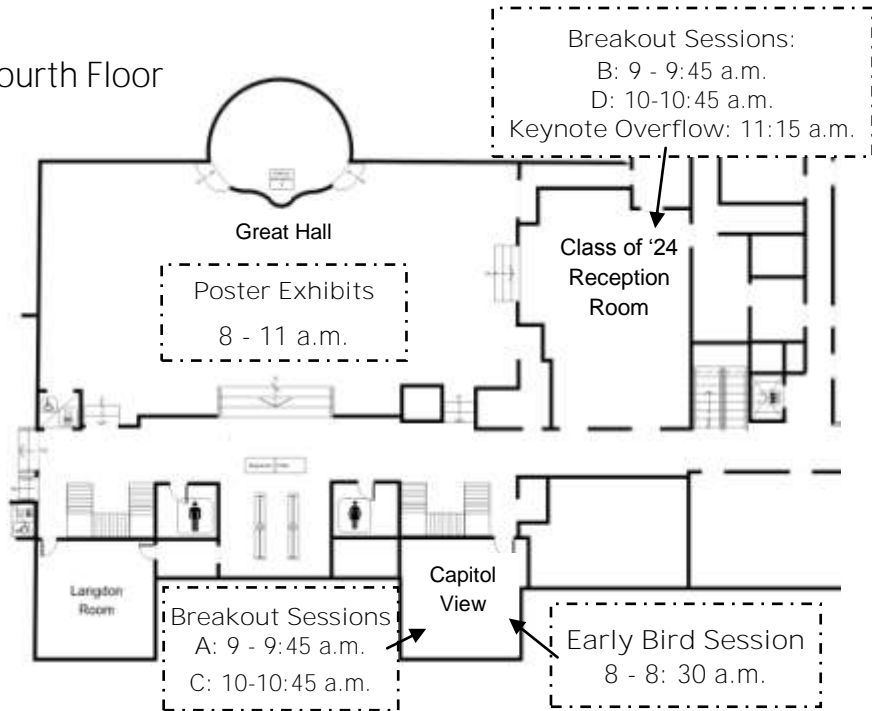 ourth Floor
Breakout Sessions:
B: 9 - 9:45 a.m.
D: 10-10:45 a.m.
Keynote Overflow: 11:15 a.m.
Great Hall
Poster Exhibits
8 - 11 a.m.
Class of ‘24
Reception
Room
Langdon
Room
Capitol
View
Breakout Sessions
A: 9 - 9:45 a.m.
C: 10-10:45 a.m.
Early Bird Session
8 - 8: 30 a.m.